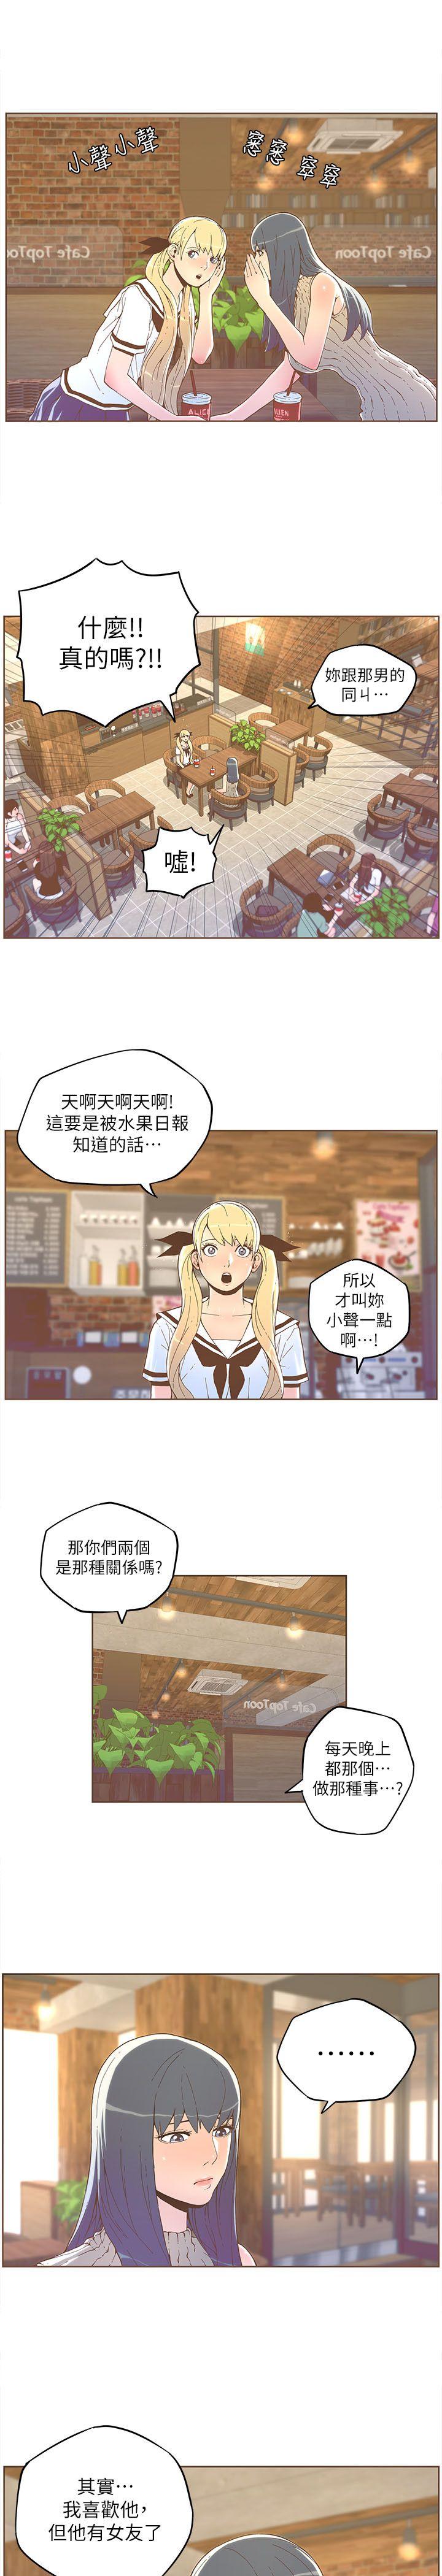 小聲小聲
窸窸 窣窣
Cafe TopToon
Cafe TopToon
ALICE
ALIEN
什麼!!
真的嗎?!!
妳跟那男的
同ㄐ⋯
噓!
天啊天啊天啊!
這要是被水果日報
知道的話⋯
所以
才叫妳
小聲一點
啊⋯!
那你們兩個
是那種關係嗎?
Cafe TopToon
每天晚上
都那個⋯
做那種事⋯?
⋯⋯
其實⋯
我喜歡他,
但他有女友了